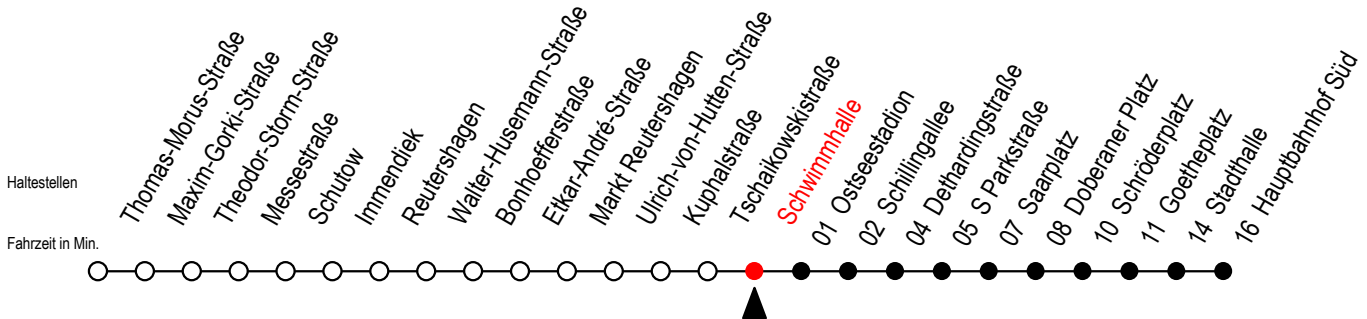 Haltestellen
Fahrzeit in Min.
Thomas-Morus-Straße
Maxim-Gorki-Straße
Theodor-Storm-Straße
Messestraße
Schutow
Immendiek
Reutershagen
Walter-Husemann-Straße
Bonhoefferstraße
Etkar-André-Straße
Markt Reutershagen
Ulrich-von-Hutten-Straße
Kuphalstraße
Tschaikowskistraße
Schwimmhalle
01 Ostseestadion
02 Schillingallee
04 Dethardingstraße
05 S Parkstraße
07 Saarplatz
08 Doberaner Platz
10 Schröderplatz
11 Goetheplatz
14 Stadthalle
16 Hauptbahnhof Süd